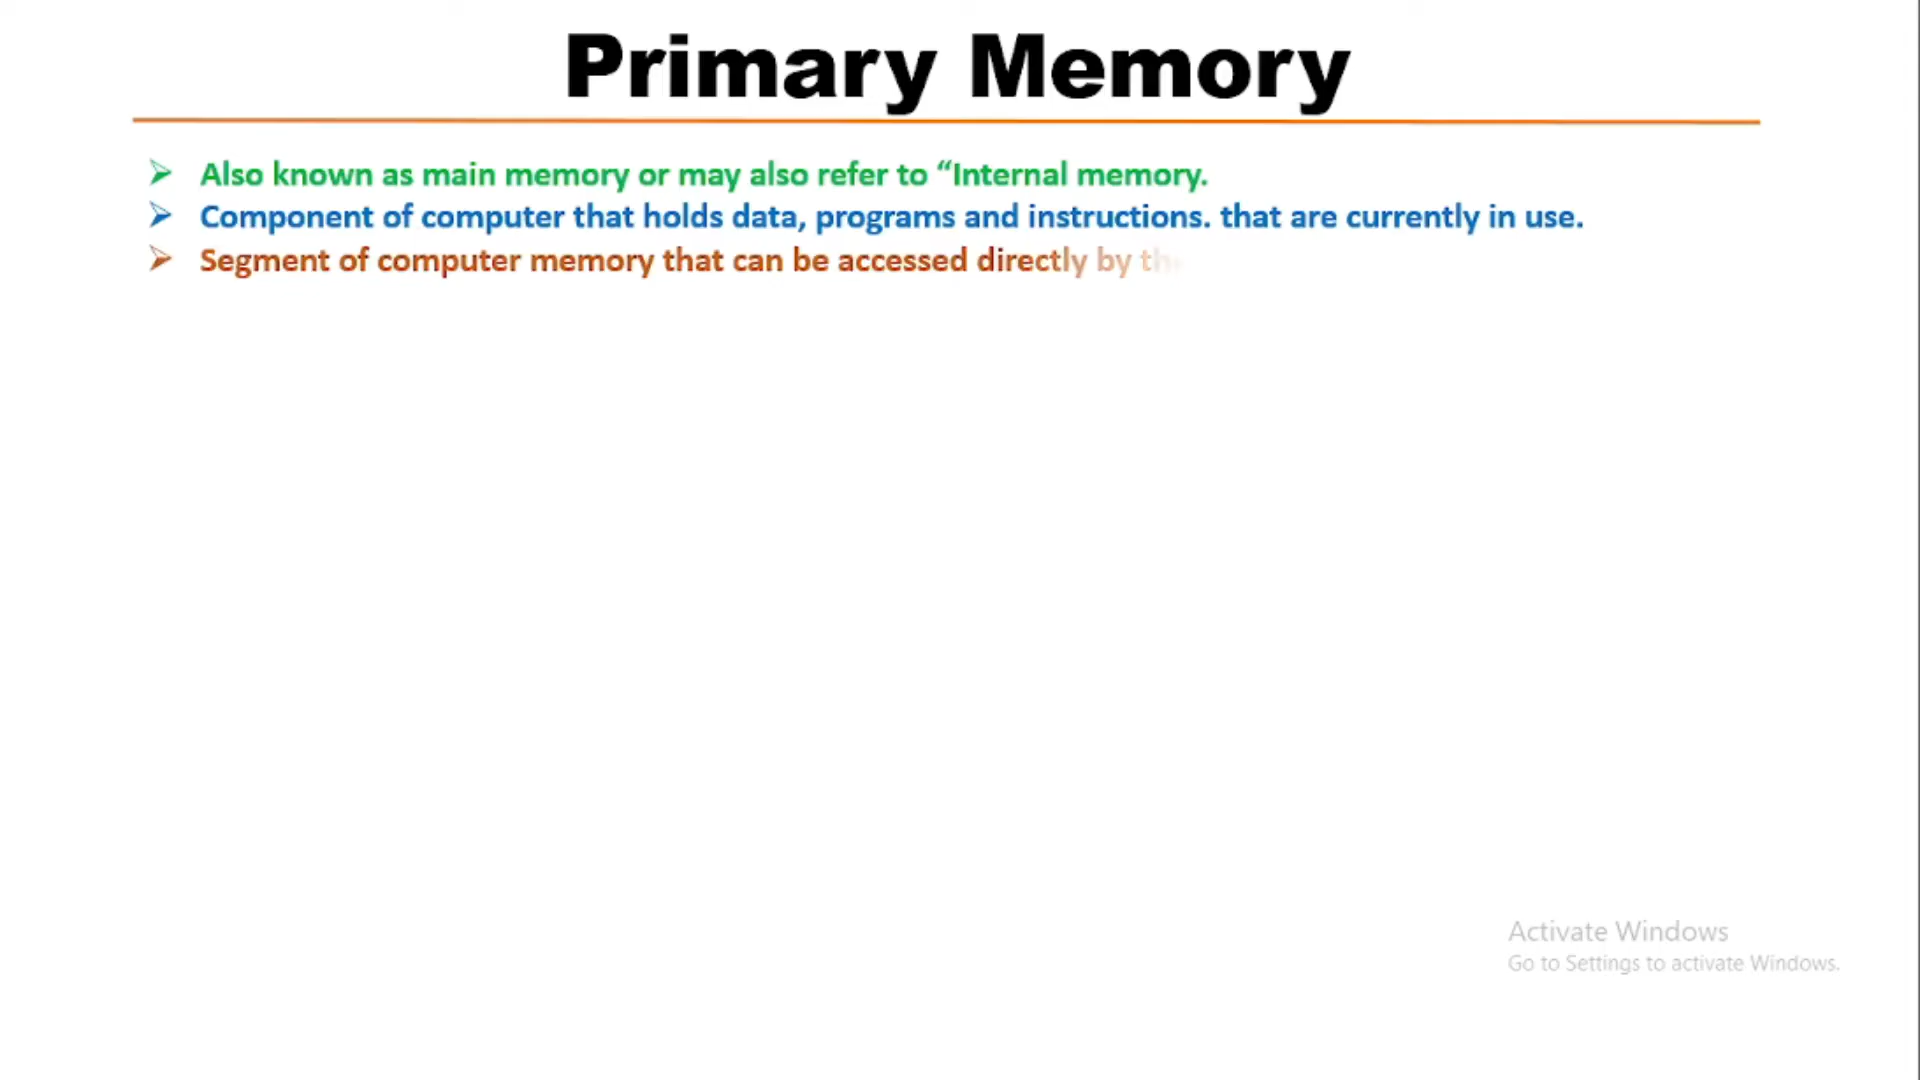 Primary Memory
Also known as main memory or may also refer to “Internal memory.
Component of computer that holds data, programs and instructions. that are currently in use.
Segment of computer memory that can be accessed directly by the
Activate Windows
Go to Settings to activate Windows.